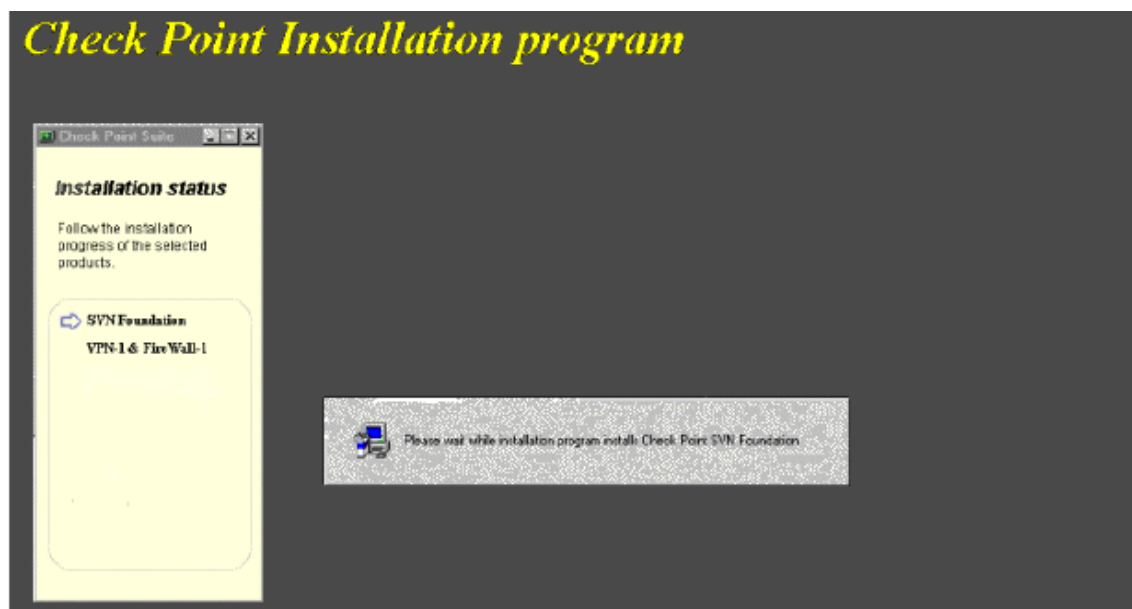 Check Point Installation program
Check Point Suite
Installation status
Follow the installation
progress of the selected
products.
SVN Foundation
VPN-1 & FireWall-1
Please wait while installation program installs Check Point SVN Foundation